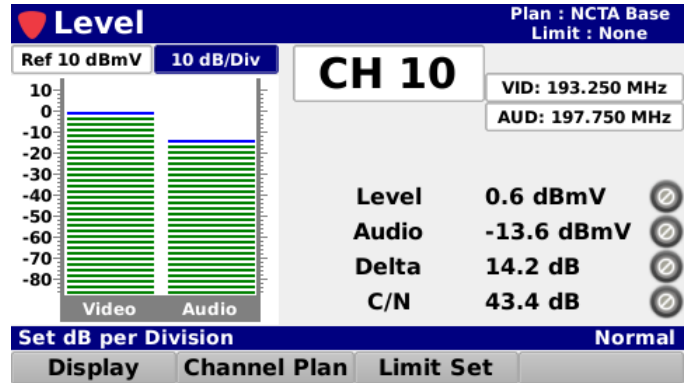 Level
Plan : NCTA Base
Limit : None
Ref 10 dBmV
10 dB/Div
CH 10
VID: 193.250 MHz
AUD: 197.750 MHz
10
0
-10
-20
-30
-40
-50
-60
-70
-80
Video
Audio
Level 0.6 dBmV
Audio -13.6 dBmV
Delta 14.2 dB
C/N 43.4 dB
Set dB per Division
Normal
Display
Channel Plan
Limit Set